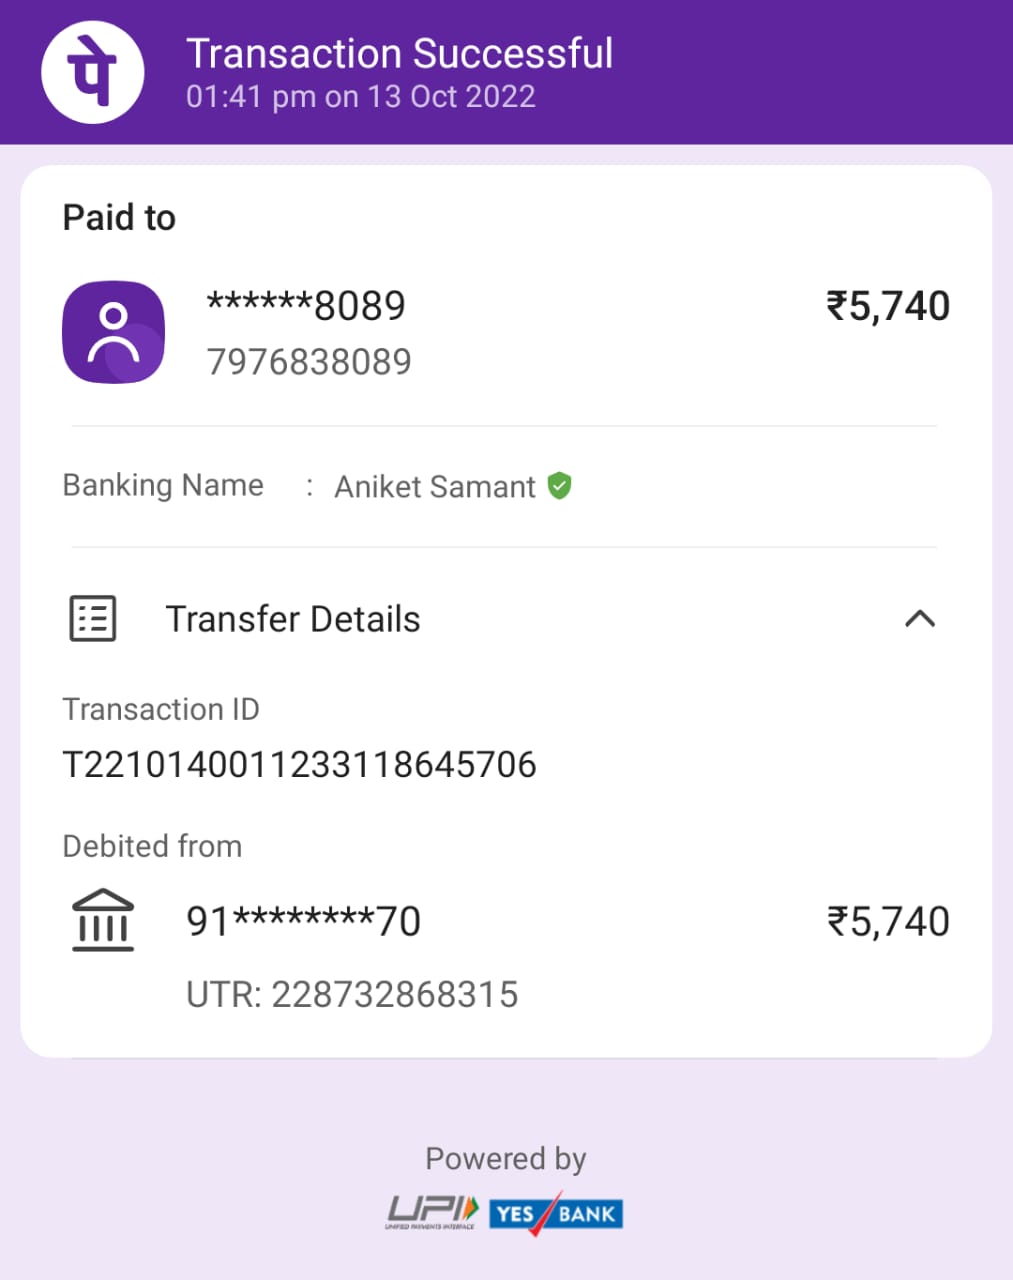 पे
Transaction Successful
01:41 pm on 13 Oct 2022
Paid to
******8089
₹5,740
7976838089
Banking Name : Aniket Samant
Transfer Details
Transaction ID
T2210140011233118645706
Debited from
91********70
₹5,740
UTR: 228732868315
Powered by
UPI
UNIFIED PAYMENTS INTERFACE
YES BANK